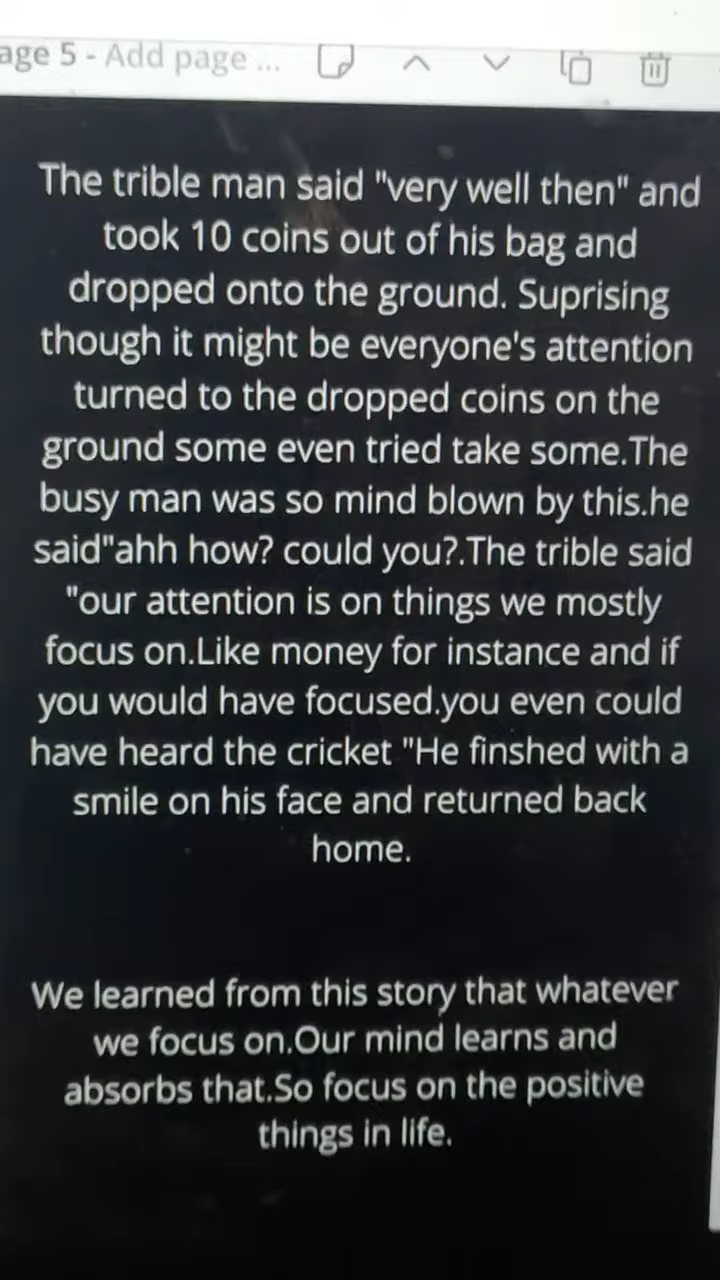 age 5 - Add page ...
The trible man said "very well then" and
took 10 coins out of his bag and
dropped onto the ground. Suprising
though it might be everyone's attention
turned to the dropped coins on the
ground some even tried take some.The
busy man was so mind blown by this.he
said"ahh how? could you?.The trible said
"our attention is on things we mostly
focus on.Like money for instance and if
you would have focused.you even could
have heard the cricket "He finshed with a
smile on his face and returned back
home.
We learned from this story that whatever
we focus on.Our mind learns and
absorbs that.So focus on the positive
things in life.